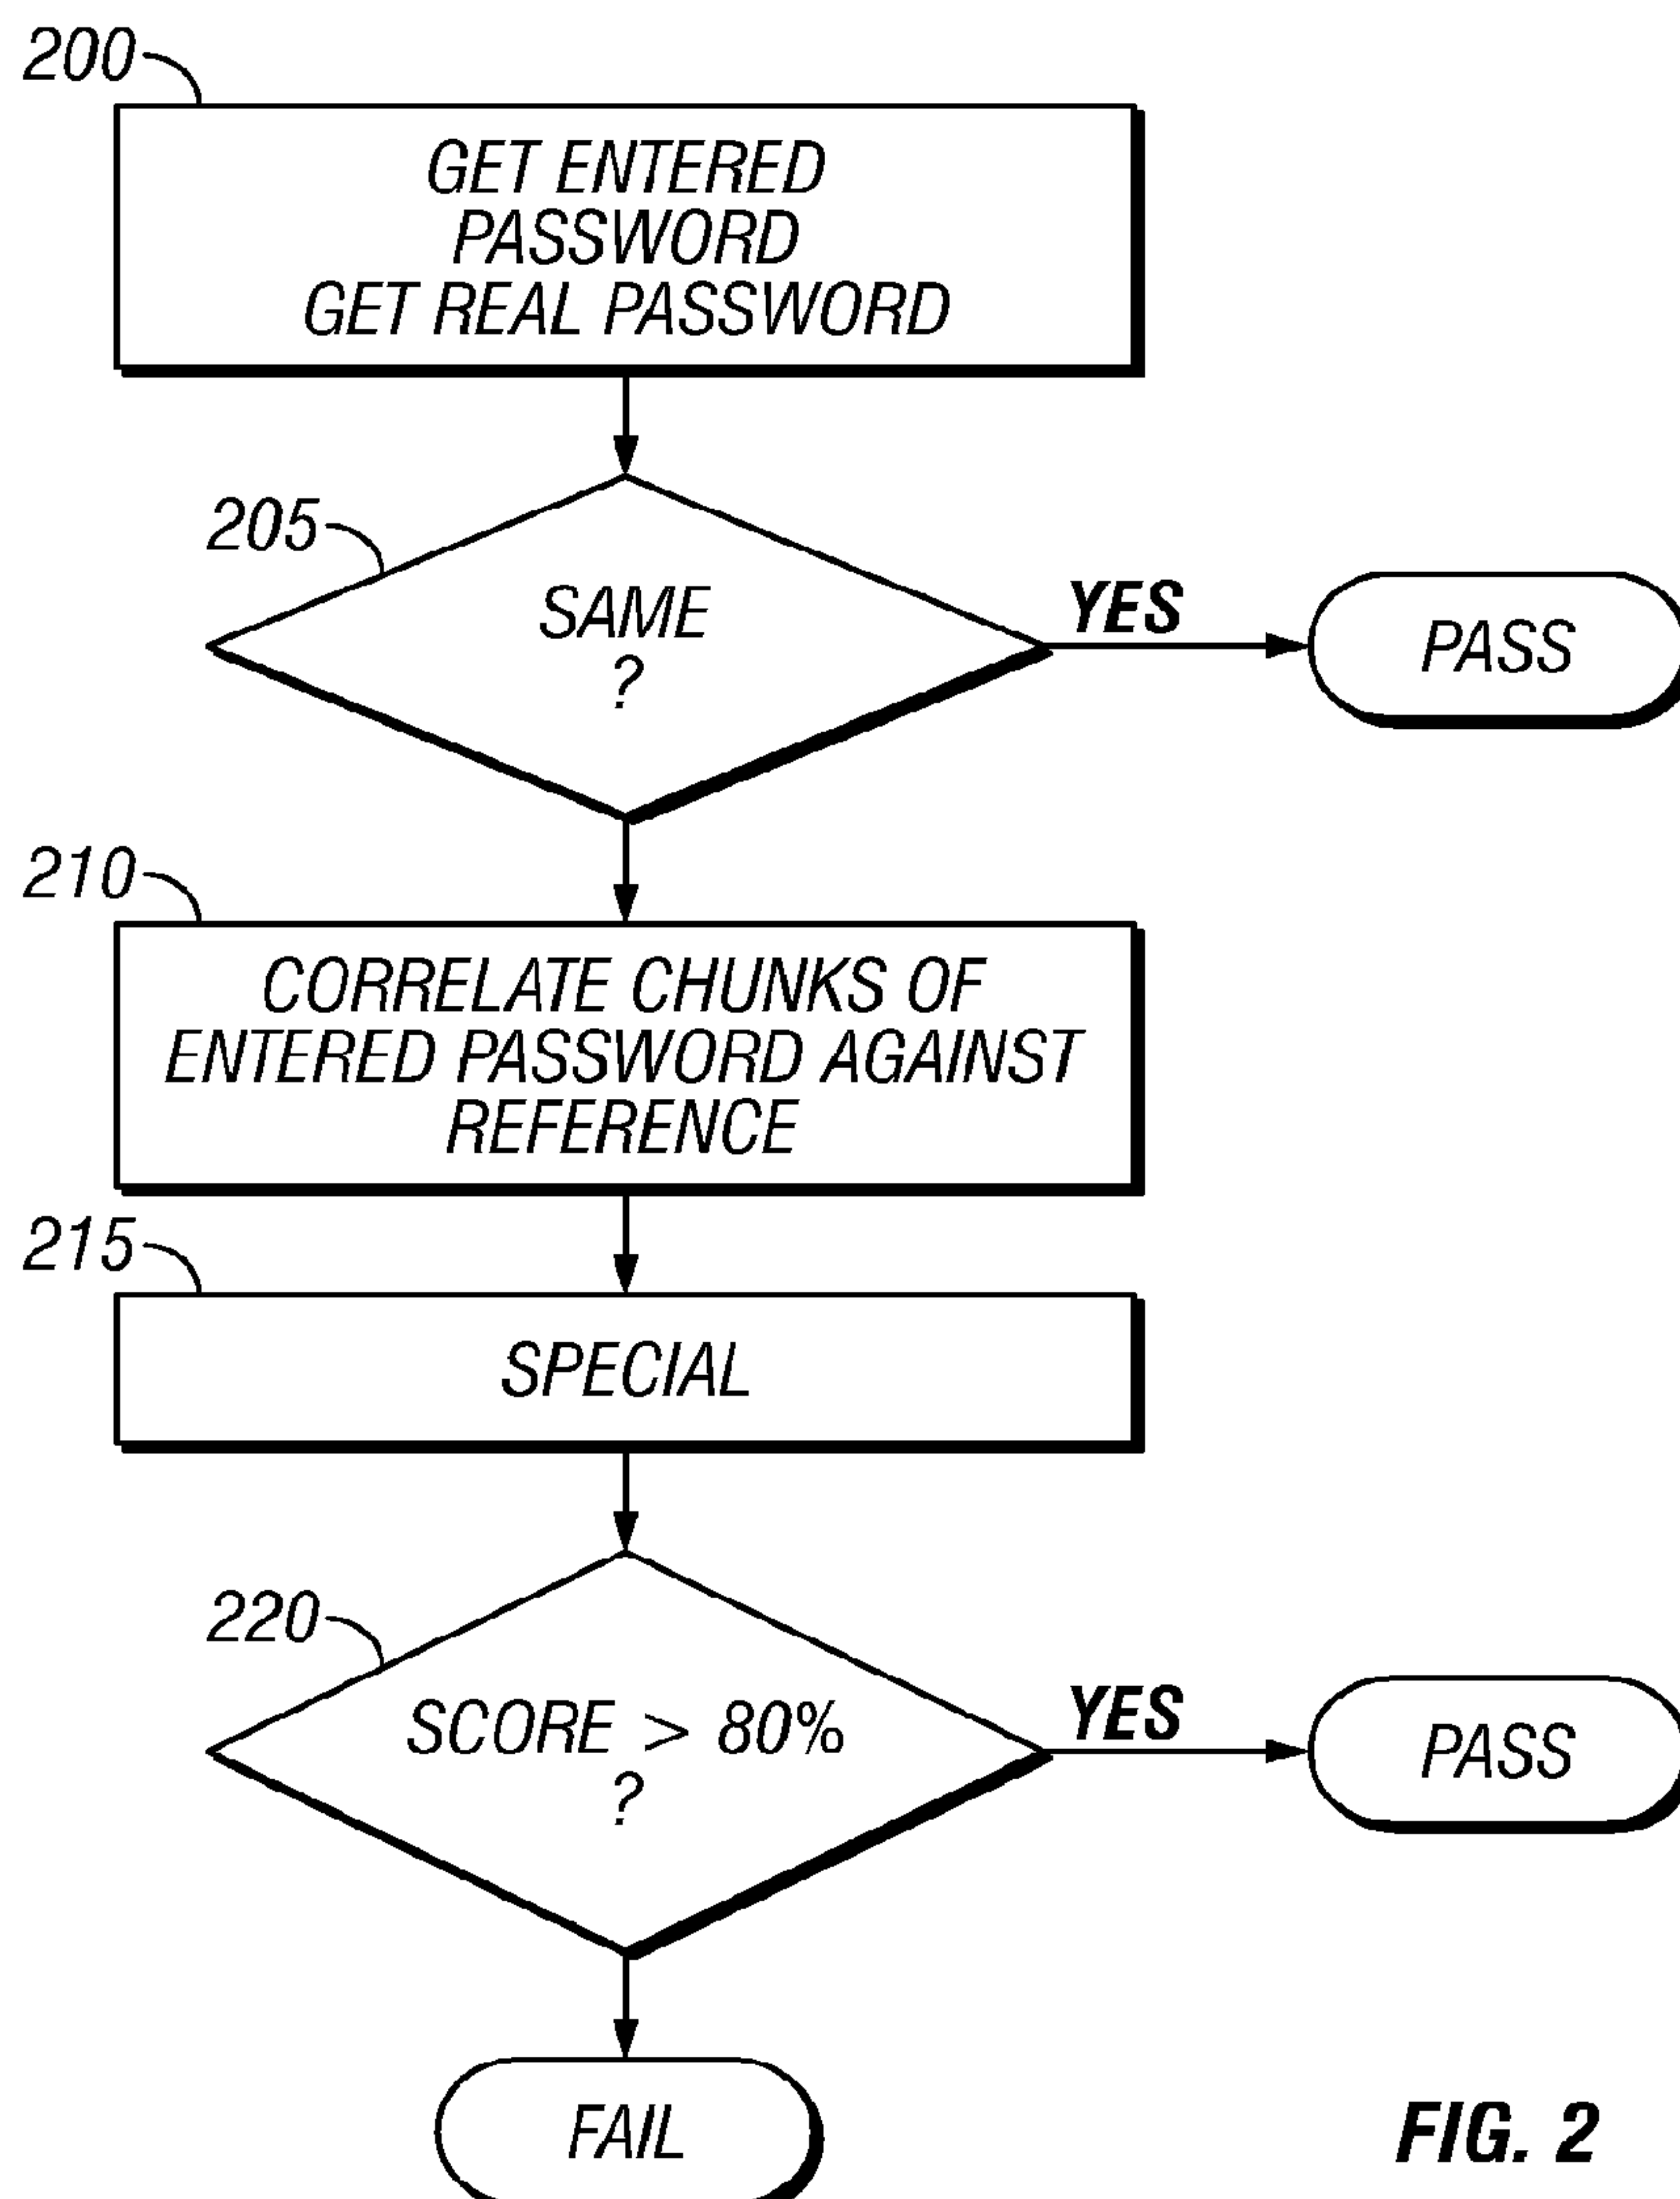 200
GET ENTERED
PASSWORD
GET REAL PASSWORD
205
SAME
?
YES
PASS
210
CORRELATE CHUNKS OF
ENTERED PASSWORD AGAINST
REFERENCE
215
SPECIAL
220
SCORE > 80%
?
YES
PASS
FAIL
FIG. 2